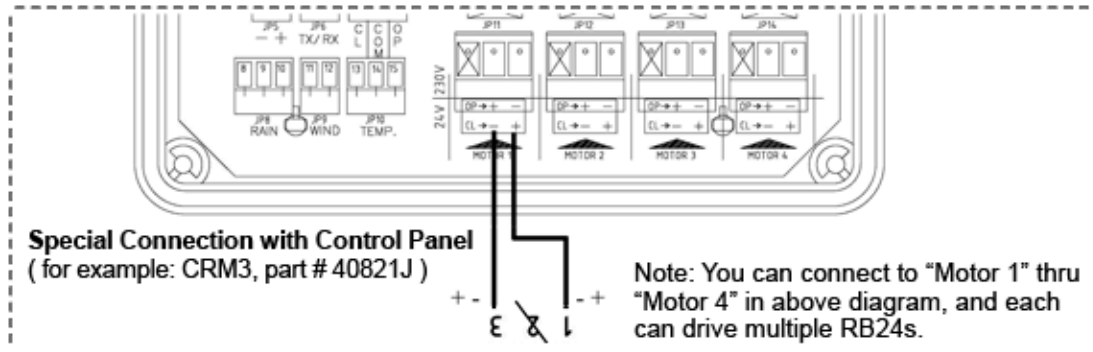 JP5 JP6 C C O JP11 JP12 JP13 JP14
− + TX/RX L O P
M
8 9 10 11 12 13 14 15
230V
24V
OP→+ − OP→+ − OP→+ − OP→+ −
CL→− + CL→− + CL→− + CL→− +
JP8 JP9 JP10
RAIN WIND TEMP.
MOTOR 1 MOTOR 2 MOTOR 3 MOTOR 4
Special Connection with Control Panel
( for example: CRM3, part # 40821J )
Note: You can connect to “Motor 1” thru
“Motor 4” in above diagram, and each
can drive multiple RB24s.
+ - - +
3 2 1